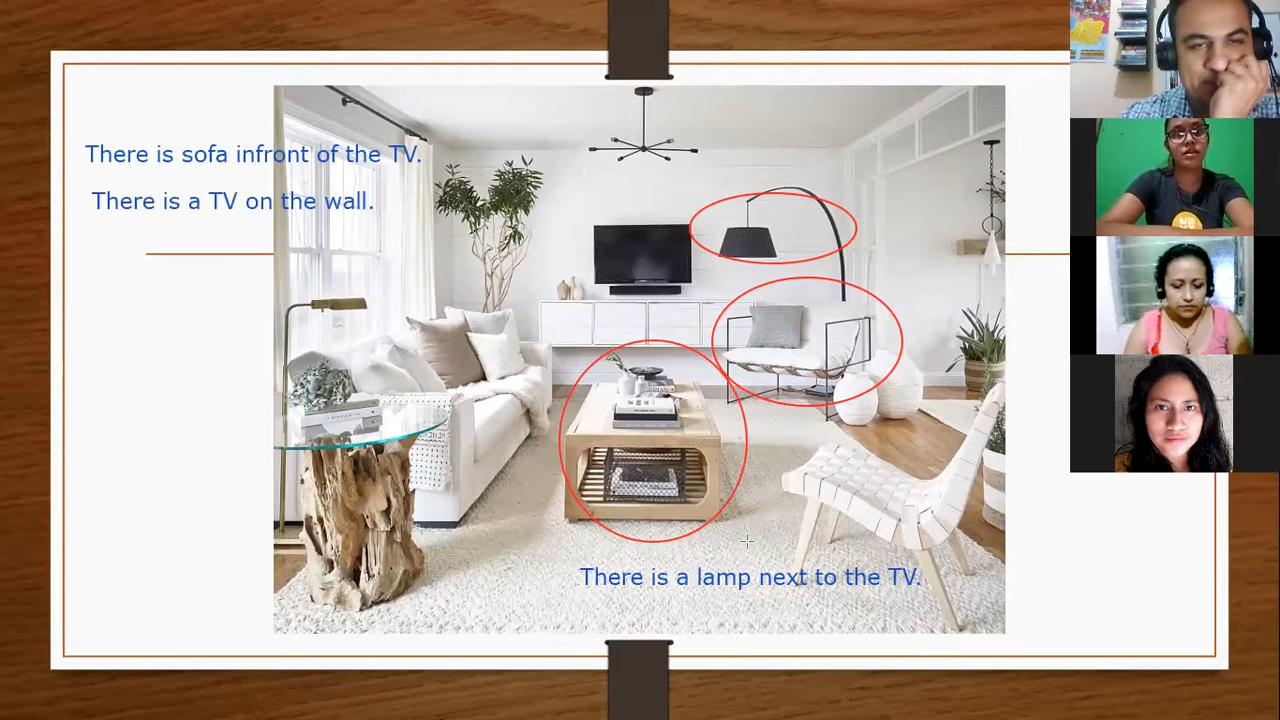 There is sofa infront of the TV.
There is a TV on the wall.
There is a lamp next to the TV.